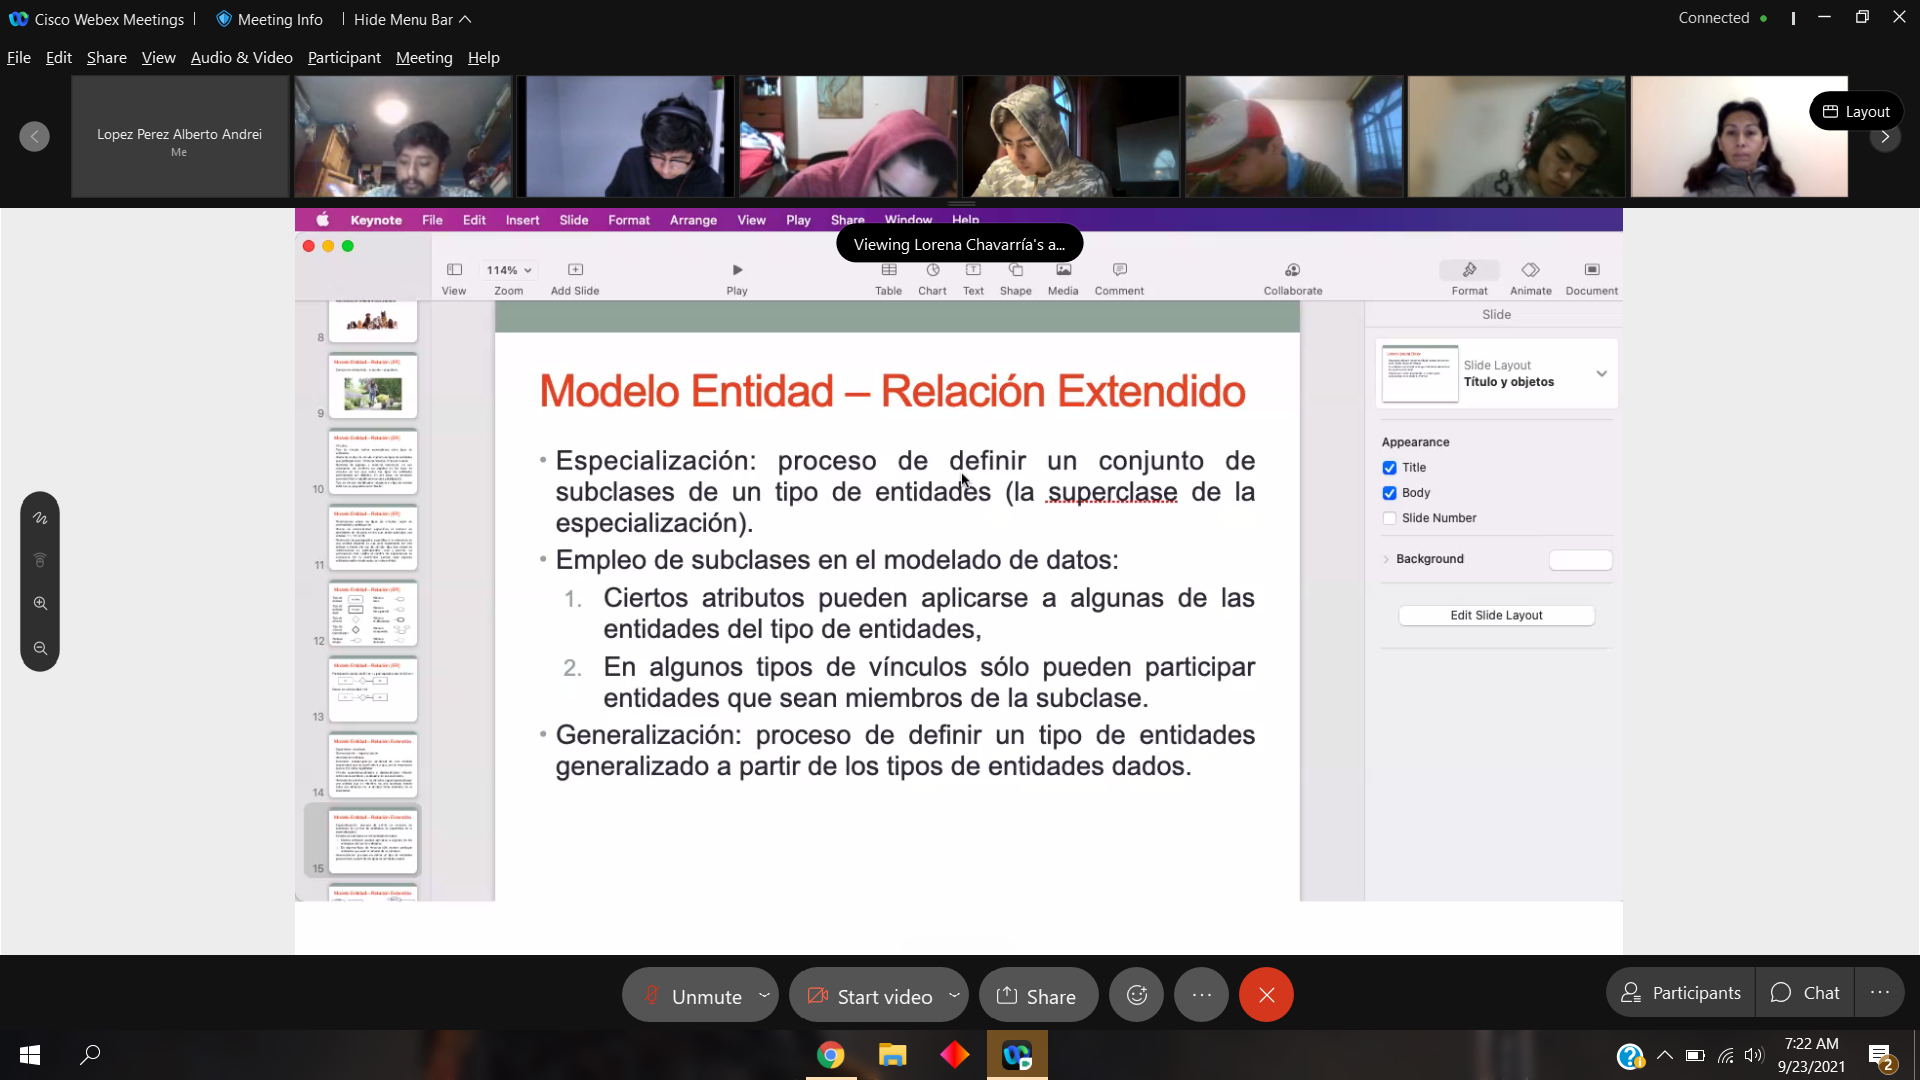 Cisco Webex Meetings
Meeting Info
Hide Menu Bar
Connected
File Edit Share View Audio & Video Participant Meeting Help
Lopez Perez Alberto Andrei
Me
Layout
Keynote File Edit Insert Slide Format Arrange View Play Share Window Help
Viewing Lorena Chavarría's a...
114%
View Zoom Add Slide Play Table Chart Text Shape Media Comment Collaborate Format Animate Document
Slide
8
9
10
11
12
13
14
15
Modelo Entidad – Relación Extendido
• Especialización: proceso de definir un conjunto de
subclases de un tipo de entidades (la superclase de la
especialización).
• Empleo de subclases en el modelado de datos:
1. Ciertos atributos pueden aplicarse a algunas de las
entidades del tipo de entidades,
2. En algunos tipos de vínculos sólo pueden participar
entidades que sean miembros de la subclase.
• Generalización: proceso de definir un tipo de entidades
generalizado a partir de los tipos de entidades dados.
Slide Layout
Título y objetos
Appearance
Title
Body
Slide Number
Background
Edit Slide Layout
Unmute
Start video
Share
Participants
Chat
7:22 AM
9/23/2021
2